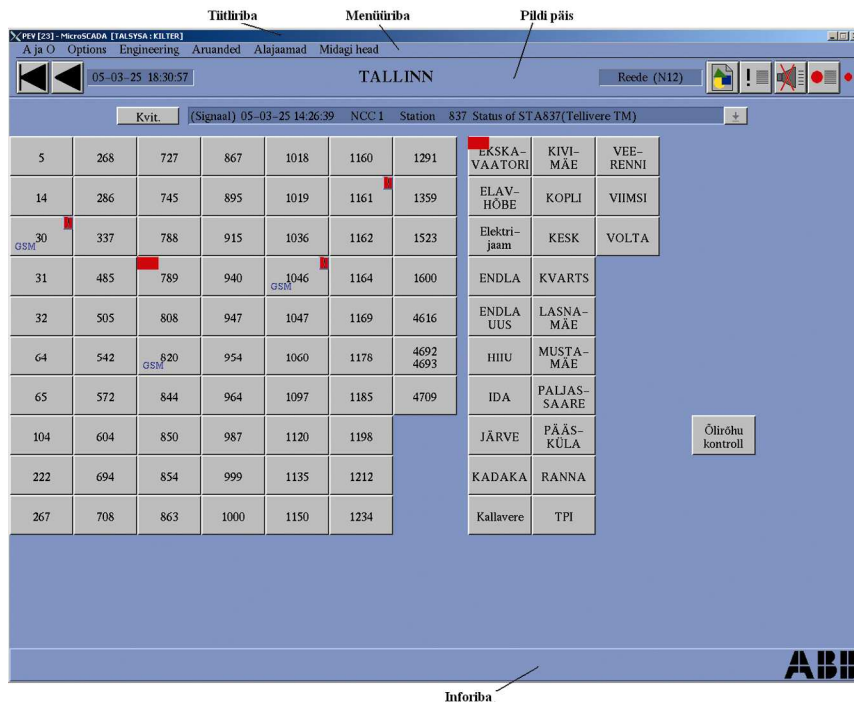 Tiitliriba Menüüriba Pildi päis
PEV [23] - MicroSCADA [TALSYSA : KILTER]
A ja O Options Engineering Aruanded Alajaamad Midagi head
05-03-25 18:30:57 TALLINN Reede (N12)
Kvit. (Signaal) 05-03-25 14:26:39 NCC 1 Station 837 Status of STA837(Tellivere TM)
5 268 727 867 1018 1160 1291 EKSKA- KIVI- VEE-
VAATORI MÄE RENNI
14 286 745 895 1019 1161 1359 ELAV- KOPLI VIIMSI
HÕBE
30 337 788 915 1036 1162 1523 Elektri- KESK VOLTA
GSM jaam
31 485 789 940 1046 1164 1600 ENDLA KVARTS
GSM
32 505 808 947 1047 1169 4616 ENDLA LASNA-
UUS MÄE
64 542 820 954 1060 1178 4692 HIIU MUSTA-
GSM 4693 MÄE
65 572 844 964 1097 1185 4709 IDA PALJAS-
SAARE
104 604 850 987 1120 1198 JÄRVE PÄÄS- Õlirõhu
KÜLA kontroll
222 694 854 999 1135 1212 KADAKA RANNA
267 708 863 1000 1150 1234 Kallavere TPI
ABB
Inforiba